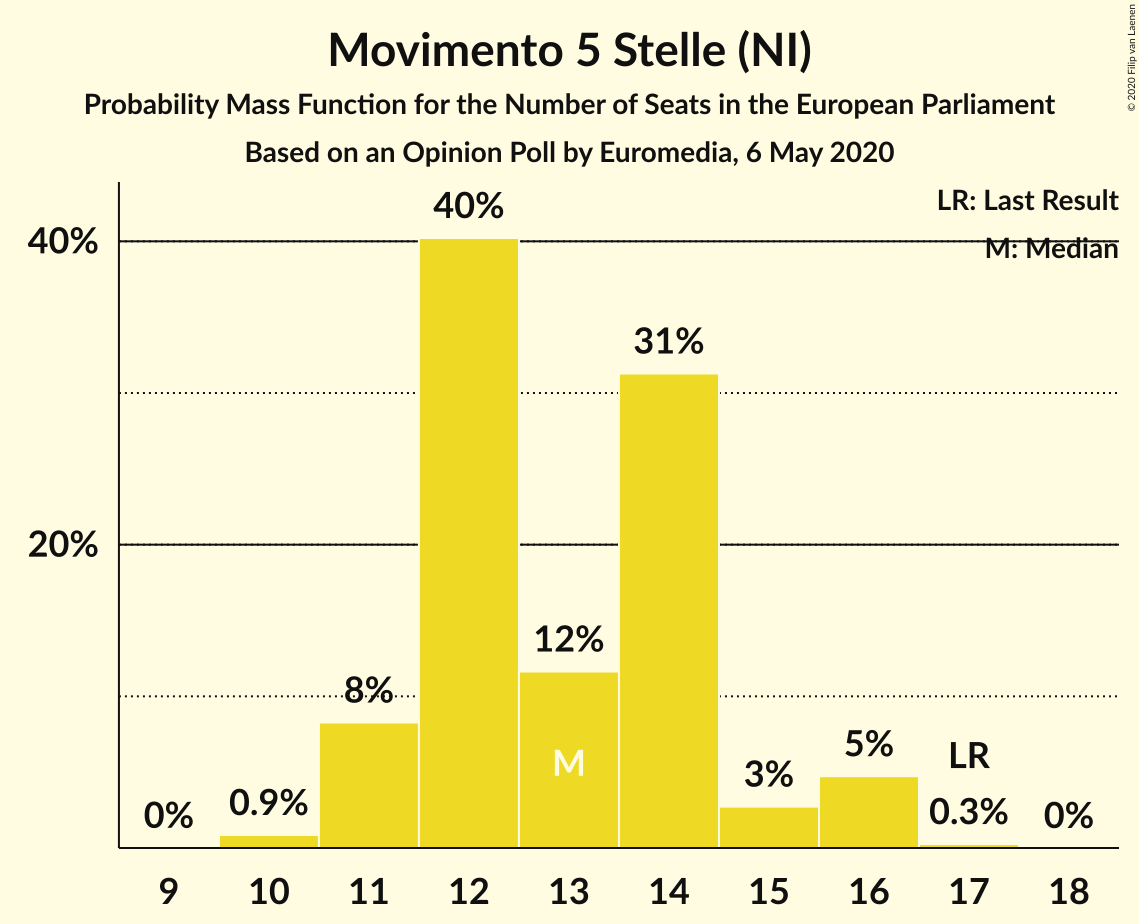 Movimento 5 Stelle (NI)
Probability Mass Function for the Number of Seats in the European Parliament
Based on an Opinion Poll by Euromedia, 6 May 2020
© 2020 Filip van Laenen
LR: Last Result
M: Median
40%
20%
0%
0.9%
8%
40%
12%
M
31%
3%
5%
LR
0.3%
0%
9 10 11 12 13 14 15 16 17 18